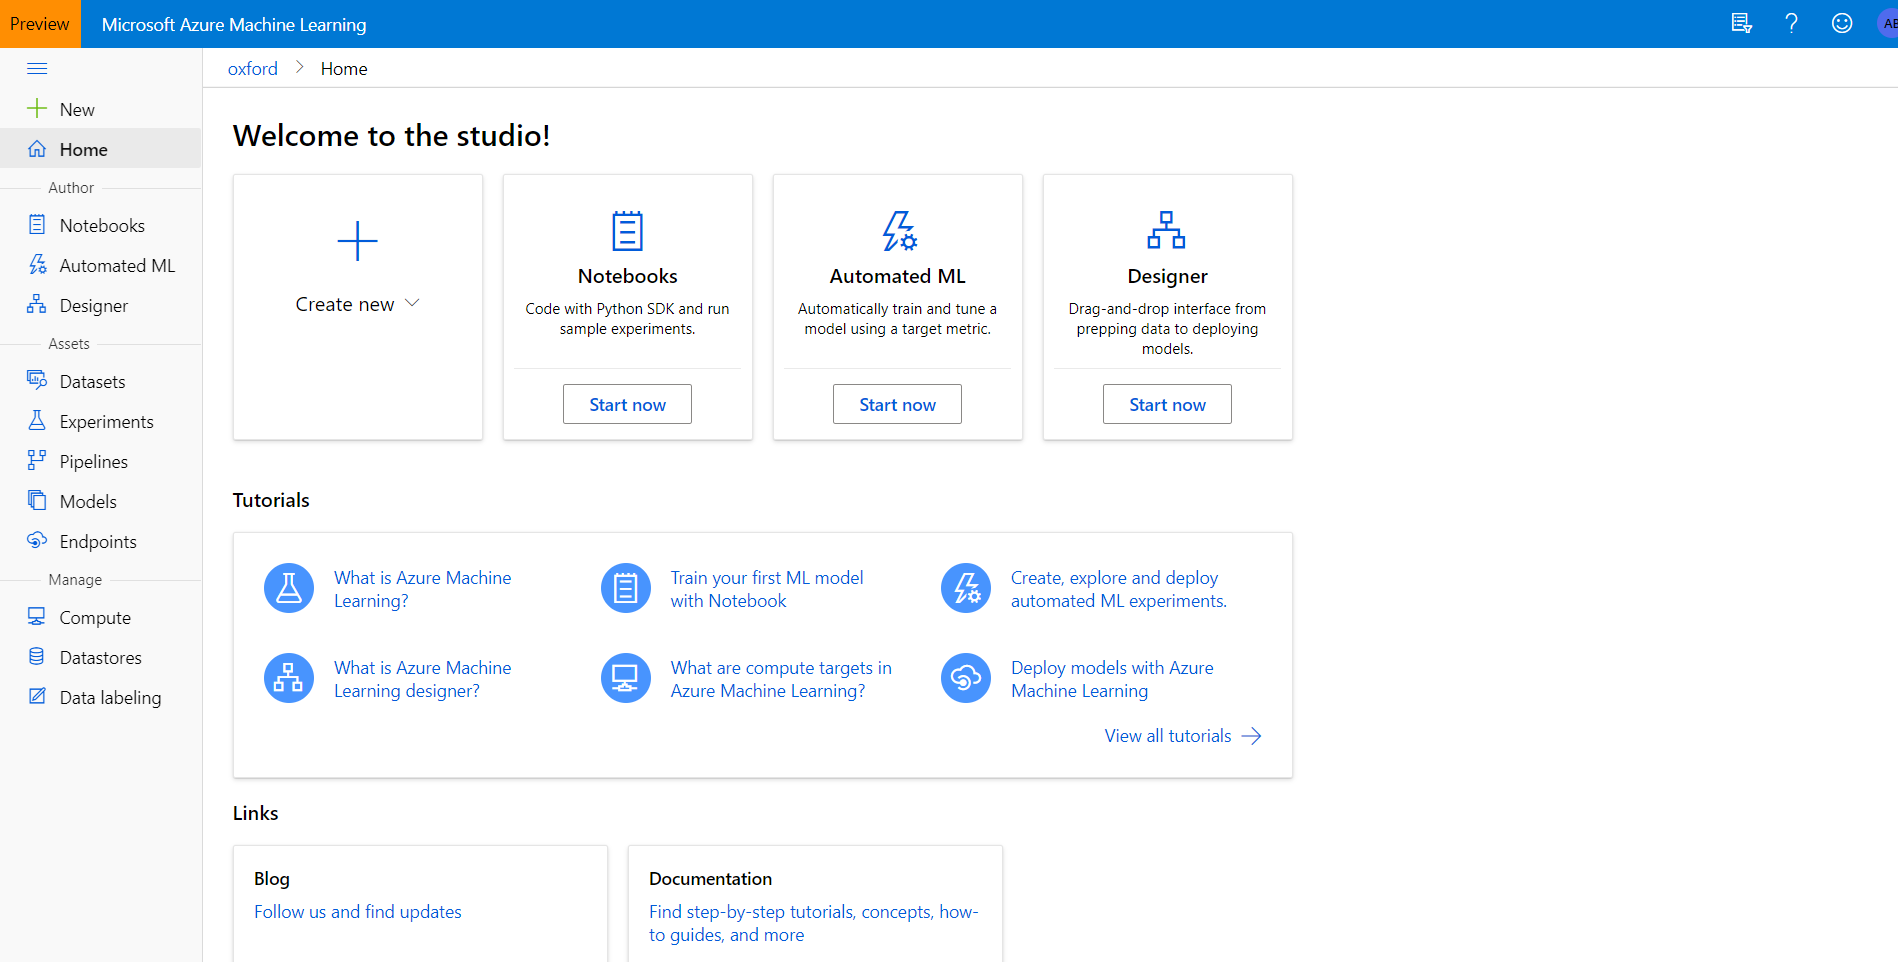 Preview
Microsoft Azure Machine Learning
AB
oxford > Home
New
Home
Author
Notebooks
Automated ML
Designer
Assets
Datasets
Experiments
Pipelines
Models
Endpoints
Manage
Compute
Datastores
Data labeling
Welcome to the studio!
Create new
Notebooks
Code with Python SDK and run
sample experiments.
Start now
Automated ML
Automatically train and tune a
model using a target metric.
Start now
Designer
Drag-and-drop interface from
prepping data to deploying
models.
Start now
Tutorials
What is Azure Machine
Learning?
Train your first ML model
with Notebook
Create, explore and deploy
automated ML experiments.
What is Azure Machine
Learning designer?
What are compute targets in
Azure Machine Learning?
Deploy models with Azure
Machine Learning
View all tutorials
Links
Blog
Follow us and find updates
Documentation
Find step-by-step tutorials, concepts, how-
to guides, and more